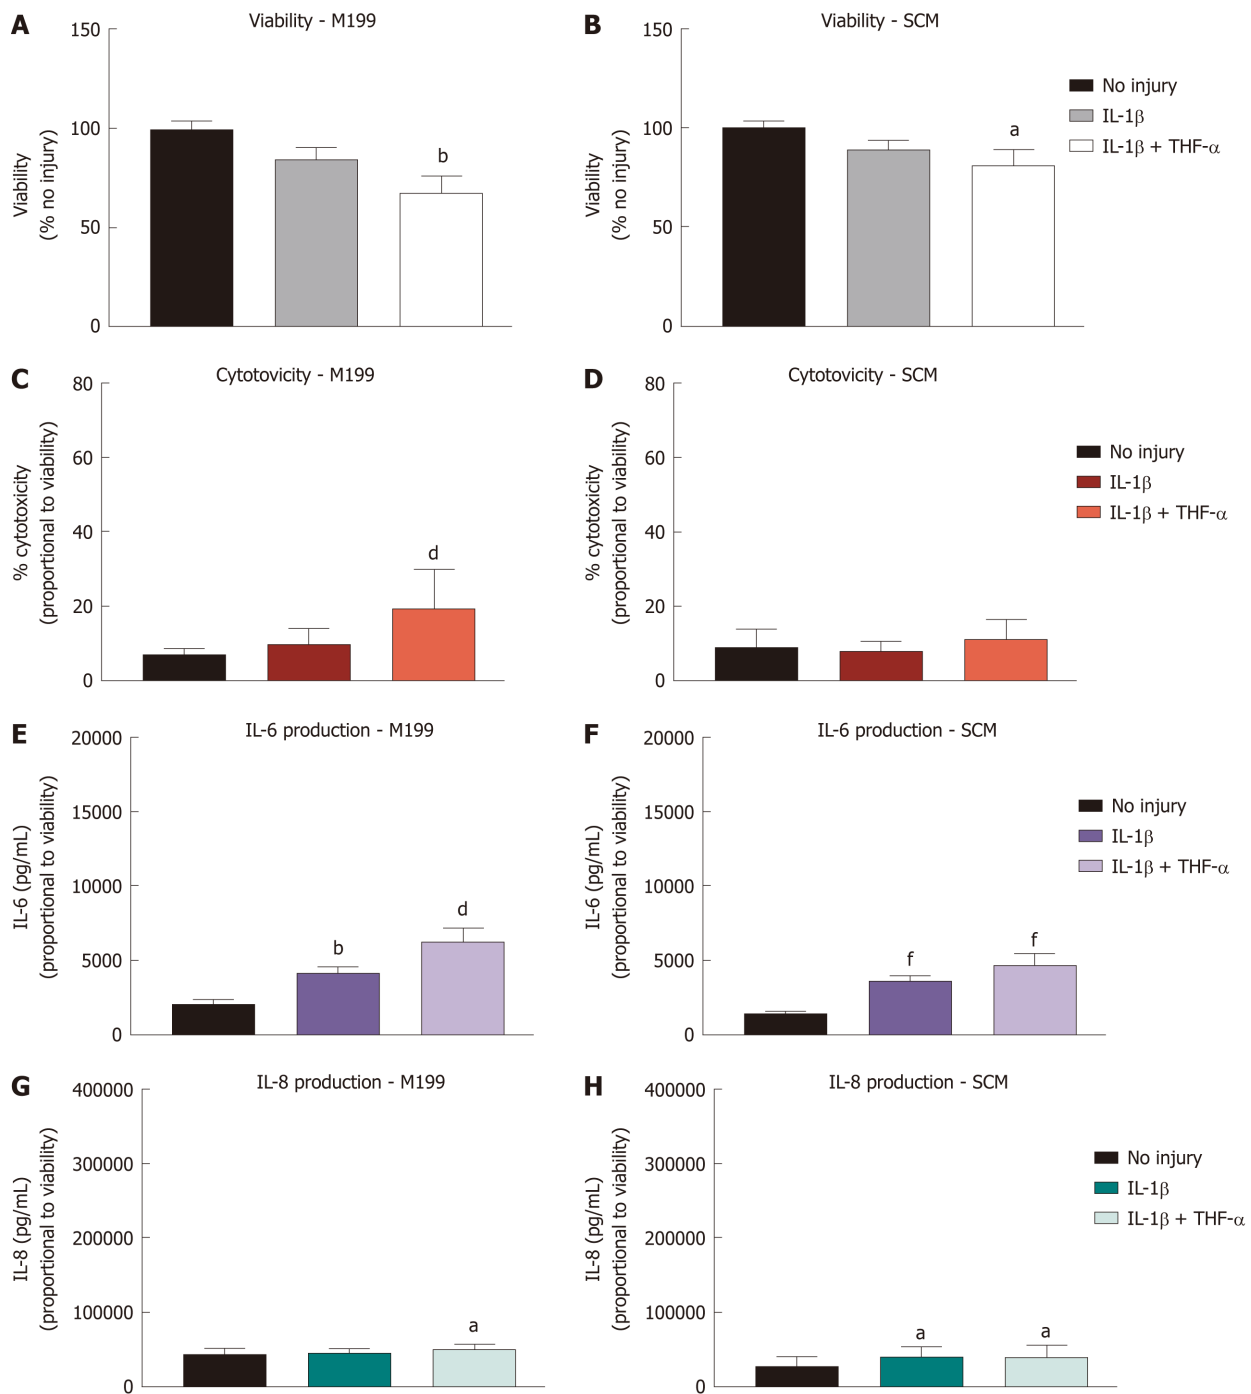 A
Viability - M199
150
100
50
0
Viability
(% no injury)
b
B
Viability - SCM
150
100
50
0
Viability
(% no injury)
a
No injury
IL-1β
IL-1β + THF-α
C
Cytotovicity - M199
80
60
40
20
0
% cytotoxicity
(proportional to viability)
d
D
Cytotovicity - SCM
80
60
40
20
0
% cytotoxicity
(proportional to viability)
No injury
IL-1β
IL-1β + THF-α
E
IL-6 production - M199
20000
15000
10000
5000
0
IL-6 (pg/mL)
(proportional to viability)
b
d
F
IL-6 production - SCM
20000
15000
10000
5000
0
IL-6 (pg/mL)
(proportional to viability)
f
f
No injury
IL-1β
IL-1β + THF-α
G
IL-8 production - M199
400000
300000
200000
100000
0
IL-8 (pg/mL)
(proportional to viability)
a
H
IL-8 production - SCM
400000
300000
200000
100000
0
IL-8 (pg/mL)
(proportional to viability)
a
a
No injury
IL-1β
IL-1β + THF-α